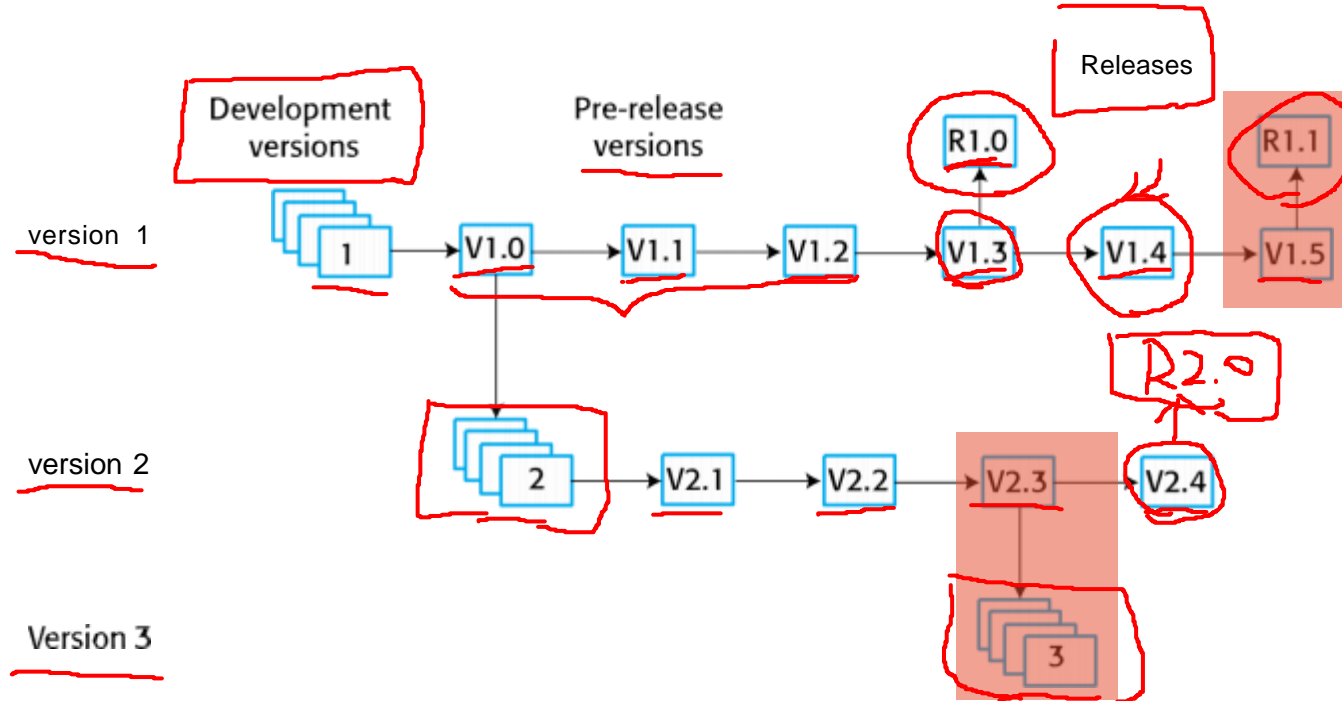 Releases
Development
versions
Pre-release
versions
R1.0
R1.1
version 1
1
V1.0
V1.1
V1.2
V1.3
V1.4
V1.5
R2.0
version 2
2
V2.1
V2.2
V2.3
V2.4
Version 3
3